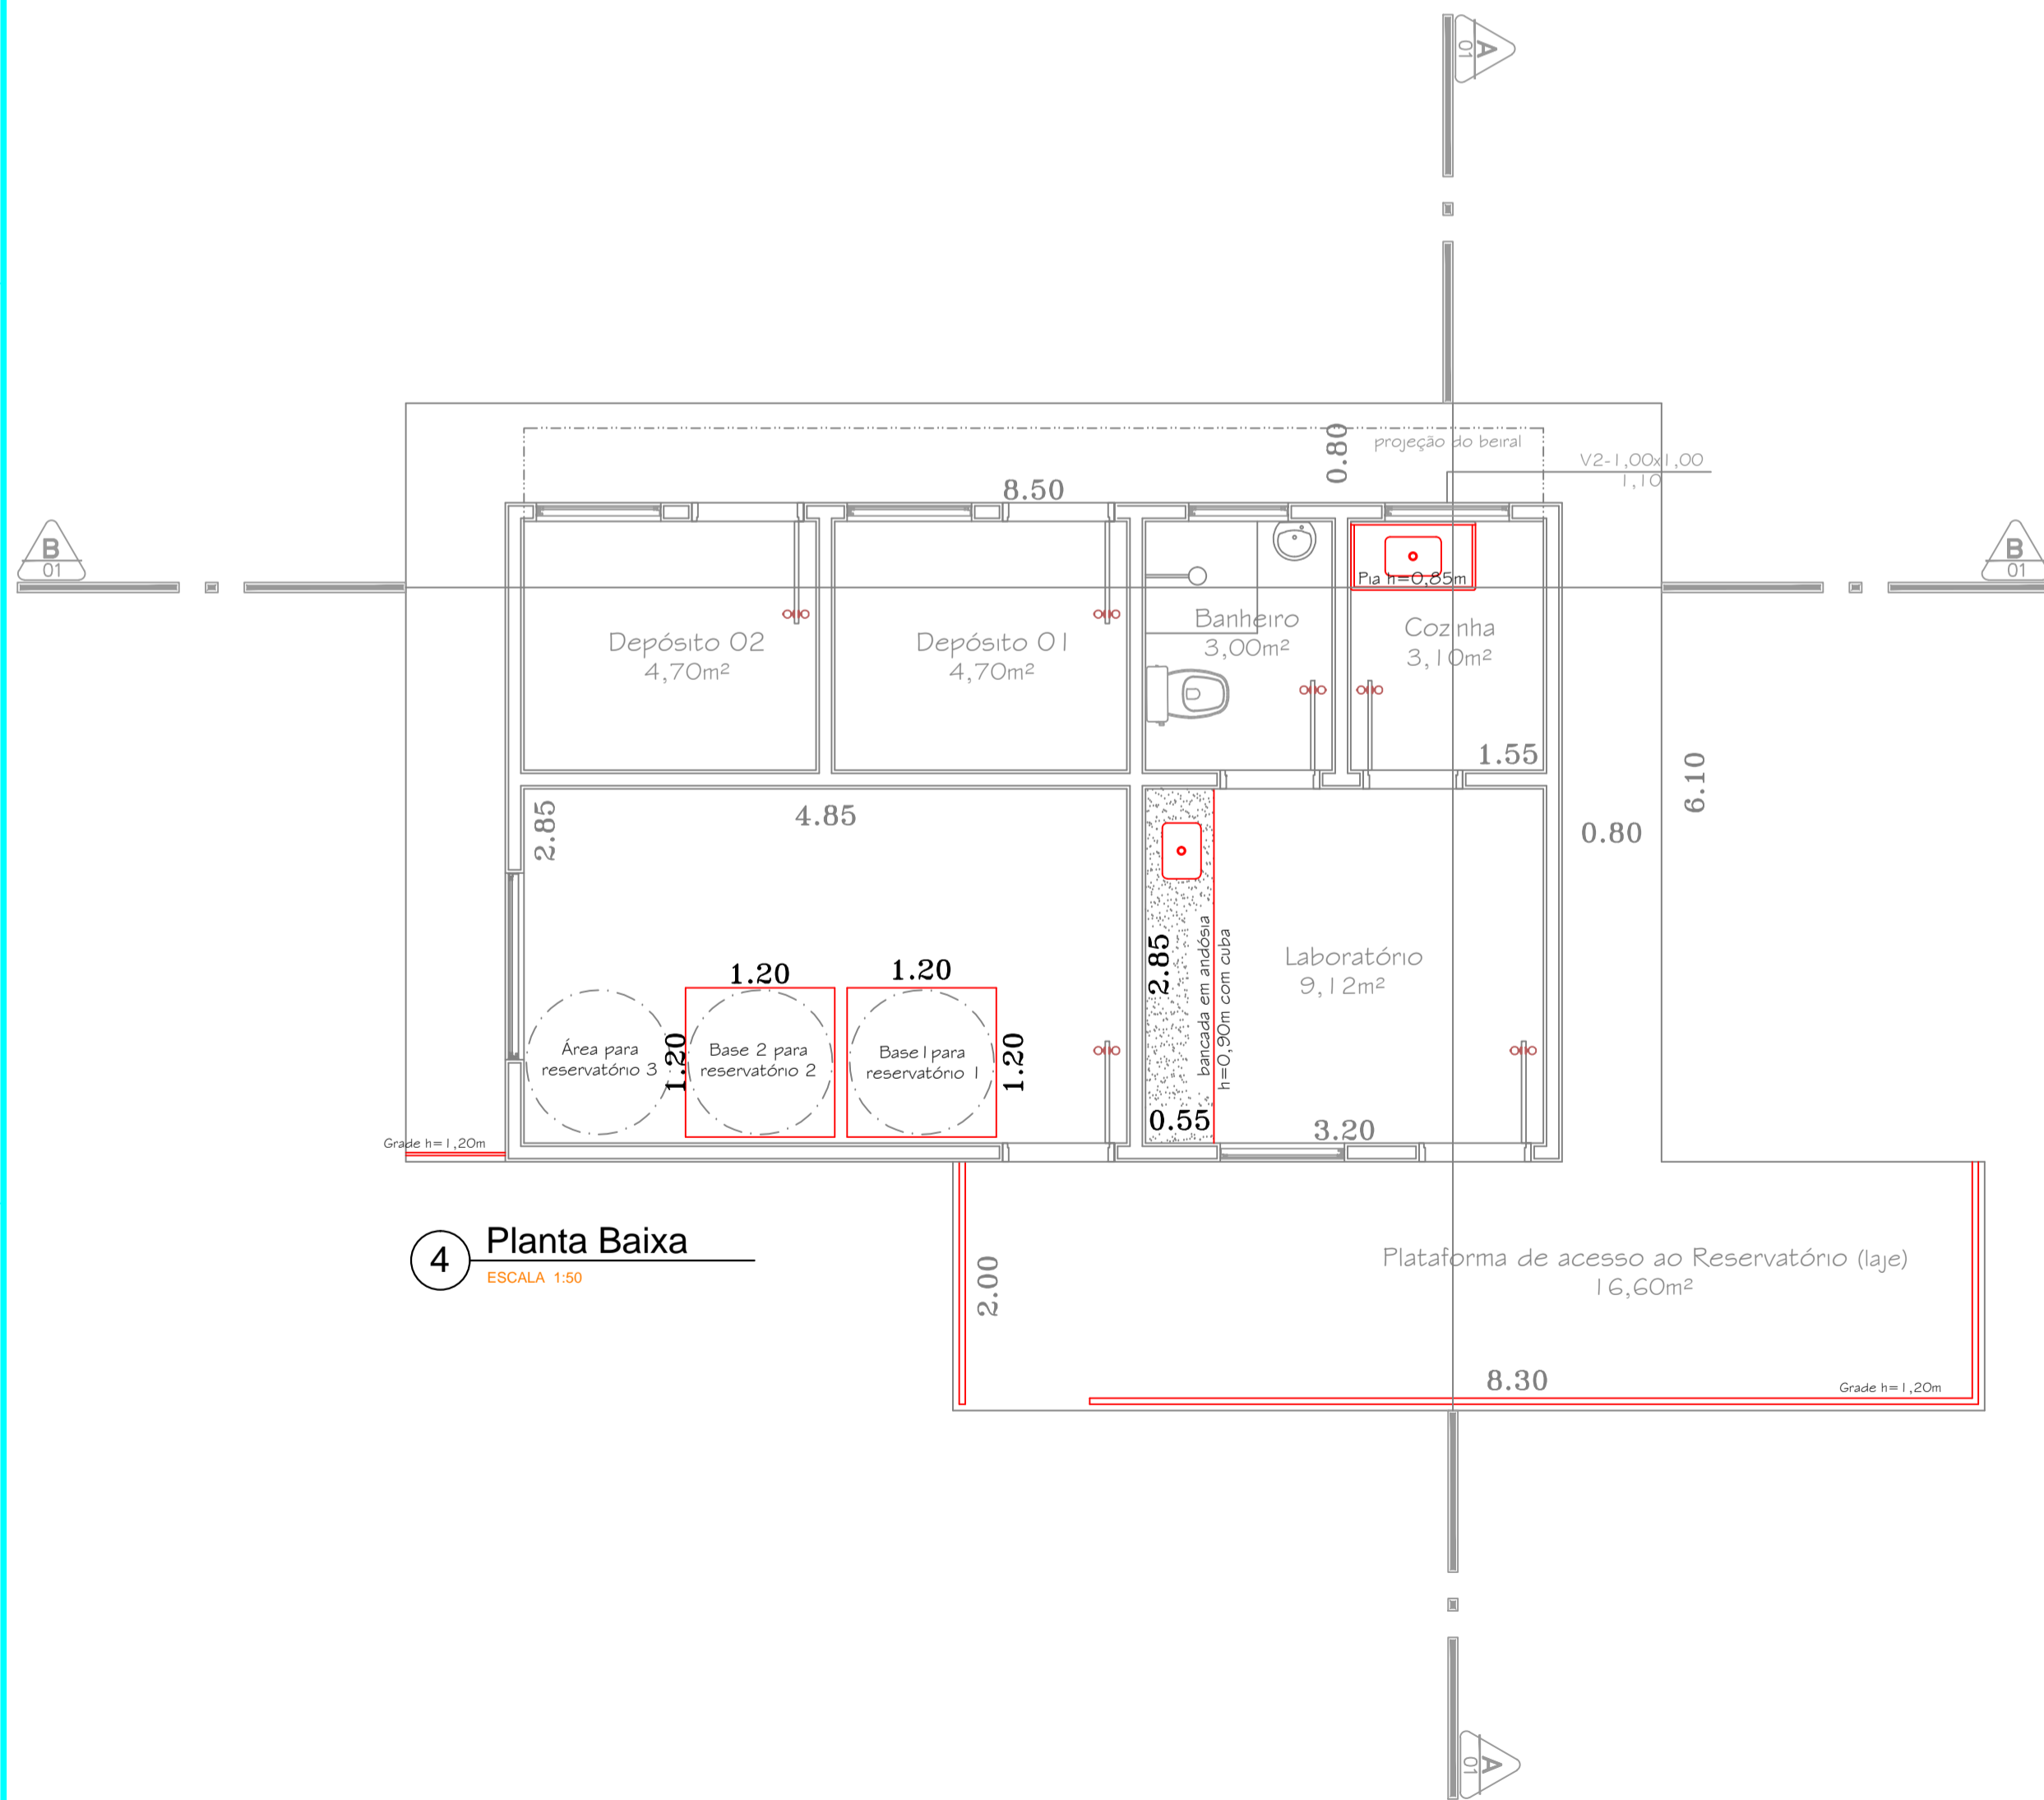 A
01
projeção do beiral
0.80
V2-1,00x1,00
1,10
8.50
B
01
B
01
Pia h=0,85m
Depósito 02
4,70m²
Depósito 01
4,70m²
Banheiro
3,00m²
Cozinha
3,10m²
1.55
6.10
2.85
4.85
0.80
2.85
bancada em andósia
h=0,90m com cuba
Laboratório
9,12m²
1.20
1.20
Área para
reservatório 3
1.20
Base 2 para
reservatório 2
Base 1 para
reservatório 1
1.20
0.55
3.20
Grade h=1,20m
4
Planta Baixa
ESCALA 1:50
2.00
Plataforma de acesso ao Reservatório (laje)
16,60m²
8.30
Grade h=1,20m
A
01